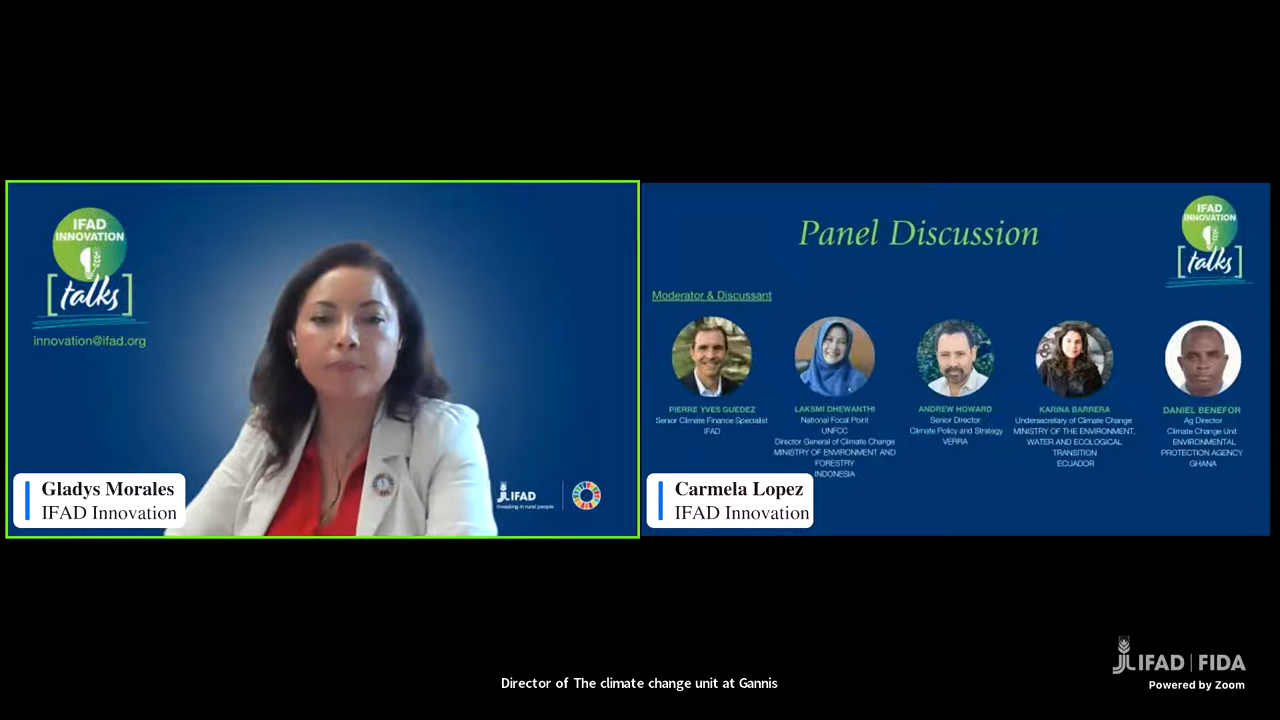 IFAD
INNOVATION
[talks]
innovation@ifad.org
IFAD
Investing in rural people
Gladys Morales
IFAD Innovation
Panel Discussion
IFAD
INNOVATION
[talks]
Moderator & Discussant
PIERRE YVES GUEDEZ
Senior Climate Finance Specialist
IFAD
LAKSMI DHEWANTHI
National Focal Point
UNFCC
Director General of Climate Change
MINISTRY OF ENVIRONMENT AND
FORESTRY
INDONESIA
ANDREW HOWARD
Senior Director
Climate Policy and Strategy
VERRA
KARINA BARRERA
Undersecretary of Climate Change
MINISTRY OF THE ENVIRONMENT,
WATER AND ECOLOGICAL
TRANSITION
ECUADOR
DANIEL BENEFOR
Ag Director
Climate Change Unit
ENVIRONMENTAL
PROTECTION AGENCY
GHANA
Carmela Lopez
IFAD Innovation
Director of The climate change unit at Gannis
IFAD | FIDA
Powered by Zoom